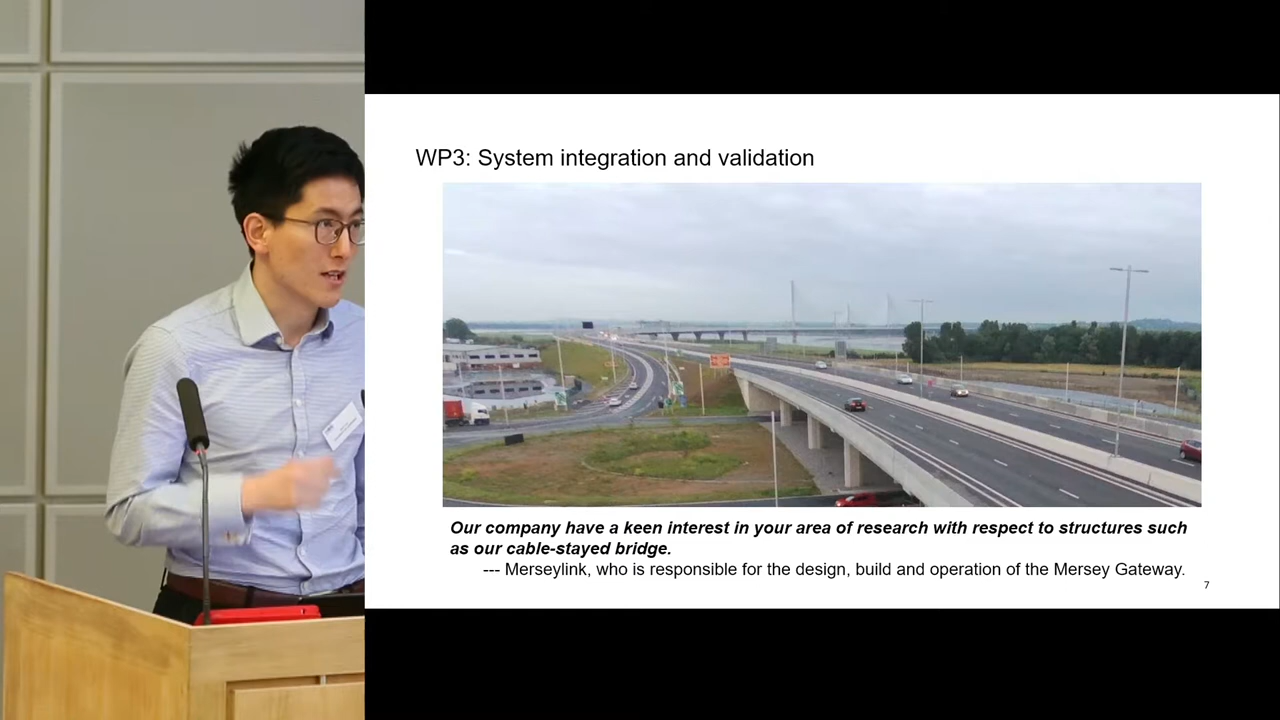 WP3: System integration and validation
Our company have a keen interest in your area of research with respect to structures such
as our cable-stayed bridge.
--- Merseylink, who is responsible for the design, build and operation of the Mersey Gateway.
7